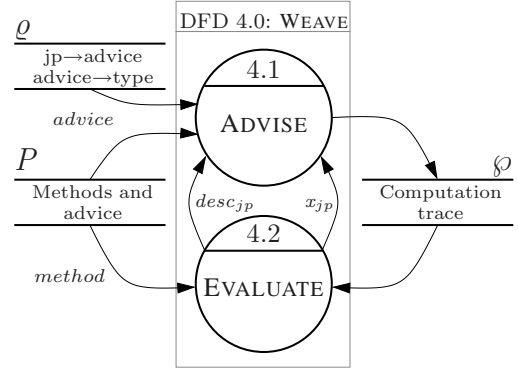 DFD 4.0: WEAVE
ϱ
jp→advice
advice→type
advice
4.1
ADVISE
P
Methods and
advice
℘
Computation
trace
desc_jp
x_jp
method
4.2
EVALUATE